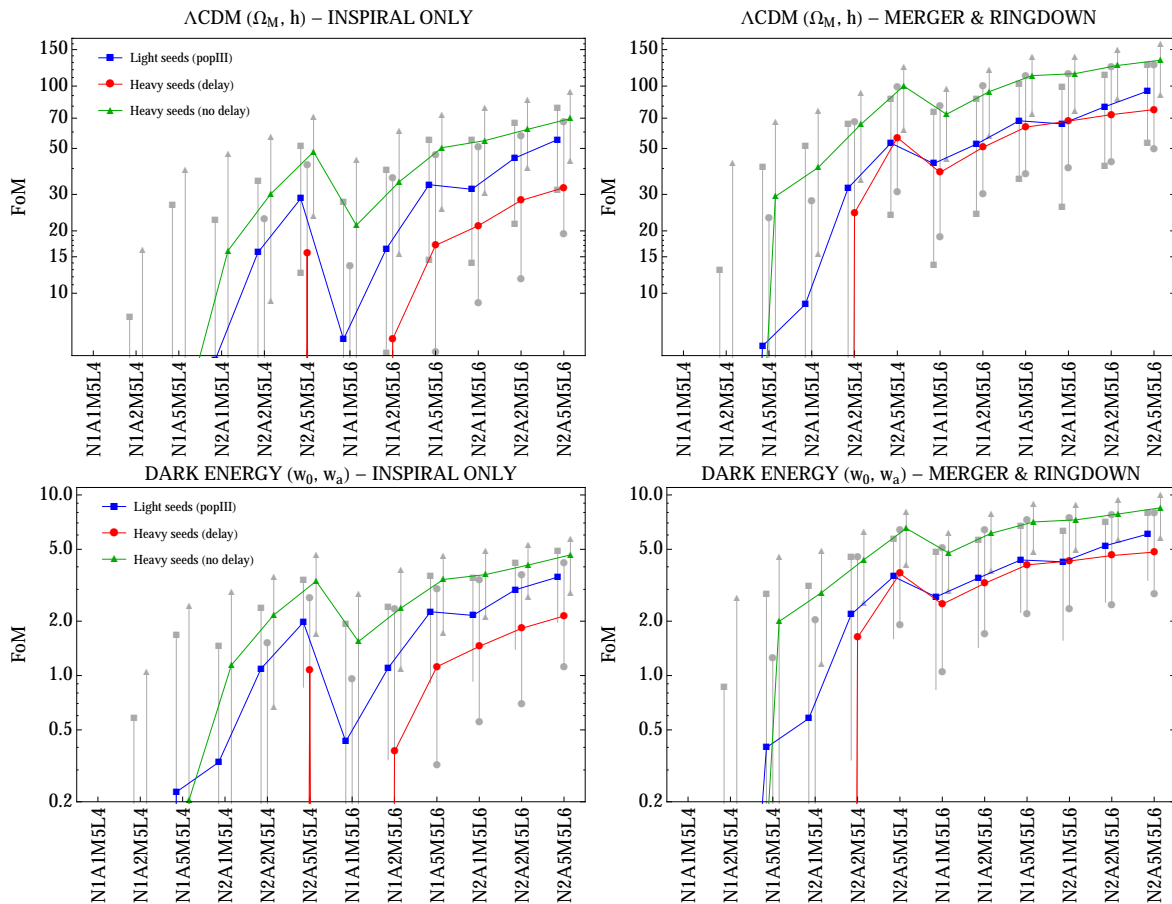 ΛCDM (Ω_M, h) – INSPIRAL ONLY
150
100
70
50
30
20
15
10
FoM
Light seeds (popIII)
Heavy seeds (delay)
Heavy seeds (no delay)
N1A1M5L4
N1A2M5L4
N1A5M5L4
N2A1M5L4
N2A2M5L4
N2A5M5L4
N1A1M5L6
N1A2M5L6
N1A5M5L6
N2A1M5L6
N2A2M5L6
N2A5M5L6
ΛCDM (Ω_M, h) – MERGER & RINGDOWN
150
100
70
50
30
20
15
10
FoM
N1A1M5L4
N1A2M5L4
N1A5M5L4
N2A1M5L4
N2A2M5L4
N2A5M5L4
N1A1M5L6
N1A2M5L6
N1A5M5L6
N2A1M5L6
N2A2M5L6
N2A5M5L6
DARK ENERGY (w_0, w_a) – INSPIRAL ONLY
10.0
5.0
2.0
1.0
0.5
0.2
FoM
Light seeds (popIII)
Heavy seeds (delay)
Heavy seeds (no delay)
N1A1M5L4
N1A2M5L4
N1A5M5L4
N2A1M5L4
N2A2M5L4
N2A5M5L4
N1A1M5L6
N1A2M5L6
N1A5M5L6
N2A1M5L6
N2A2M5L6
N2A5M5L6
DARK ENERGY (w_0, w_a) – MERGER & RINGDOWN
10.0
5.0
2.0
1.0
0.5
0.2
FoM
N1A1M5L4
N1A2M5L4
N1A5M5L4
N2A1M5L4
N2A2M5L4
N2A5M5L4
N1A1M5L6
N1A2M5L6
N1A5M5L6
N2A1M5L6
N2A2M5L6
N2A5M5L6